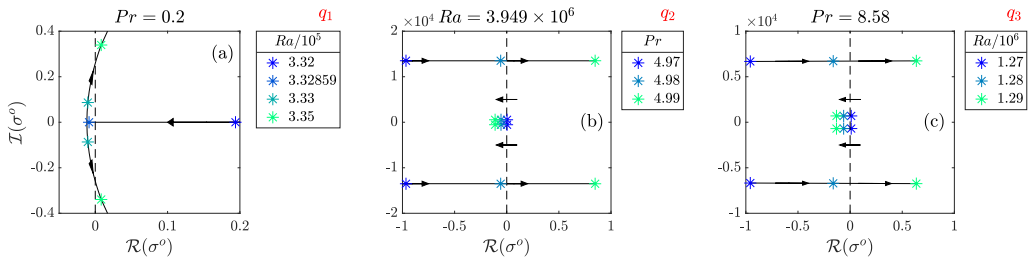 Pr = 0.2
q1
0.4
0.2
0
-0.2
-0.4
I(σ^o)
0
0.1
0.2
R(σ^o)
(a)
Ra/10^5
3.32
3.32859
3.33
3.35
×10^4
Ra = 3.949 × 10^6
q2
2
1
0
-1
-2
-1
-0.5
0
0.5
1
R(σ^o)
(b)
Pr
4.97
4.98
4.99
×10^4
Pr = 8.58
q3
1
0.5
0
-0.5
-1
-1
-0.5
0
0.5
1
R(σ^o)
(c)
Ra/10^6
1.27
1.28
1.29